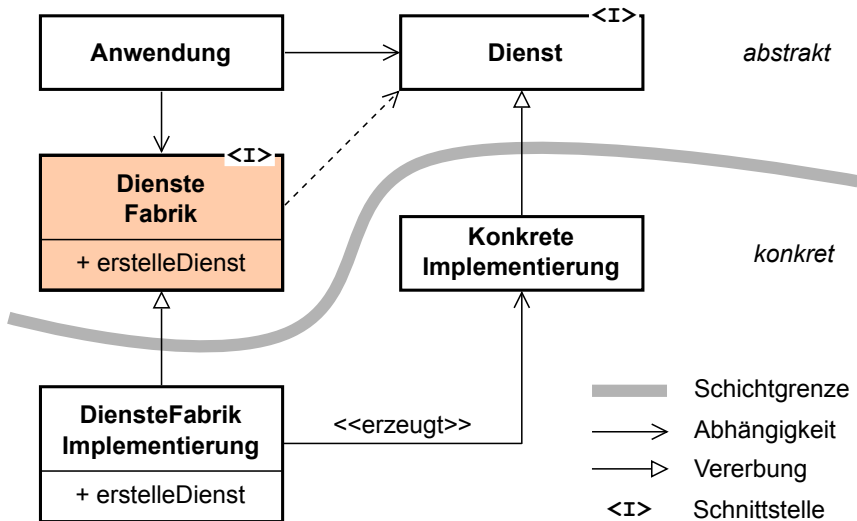 <I>
Anwendung
Dienst
abstrakt
<I>
Dienste
Fabrik
+ erstelleDienst
Konkrete
Implementierung
konkret
DiensteFabrik
Implementierung
+ erstelleDienst
<<erzeugt>>
Schichtgrenze
Abhängigkeit
Vererbung
<I> Schnittstelle